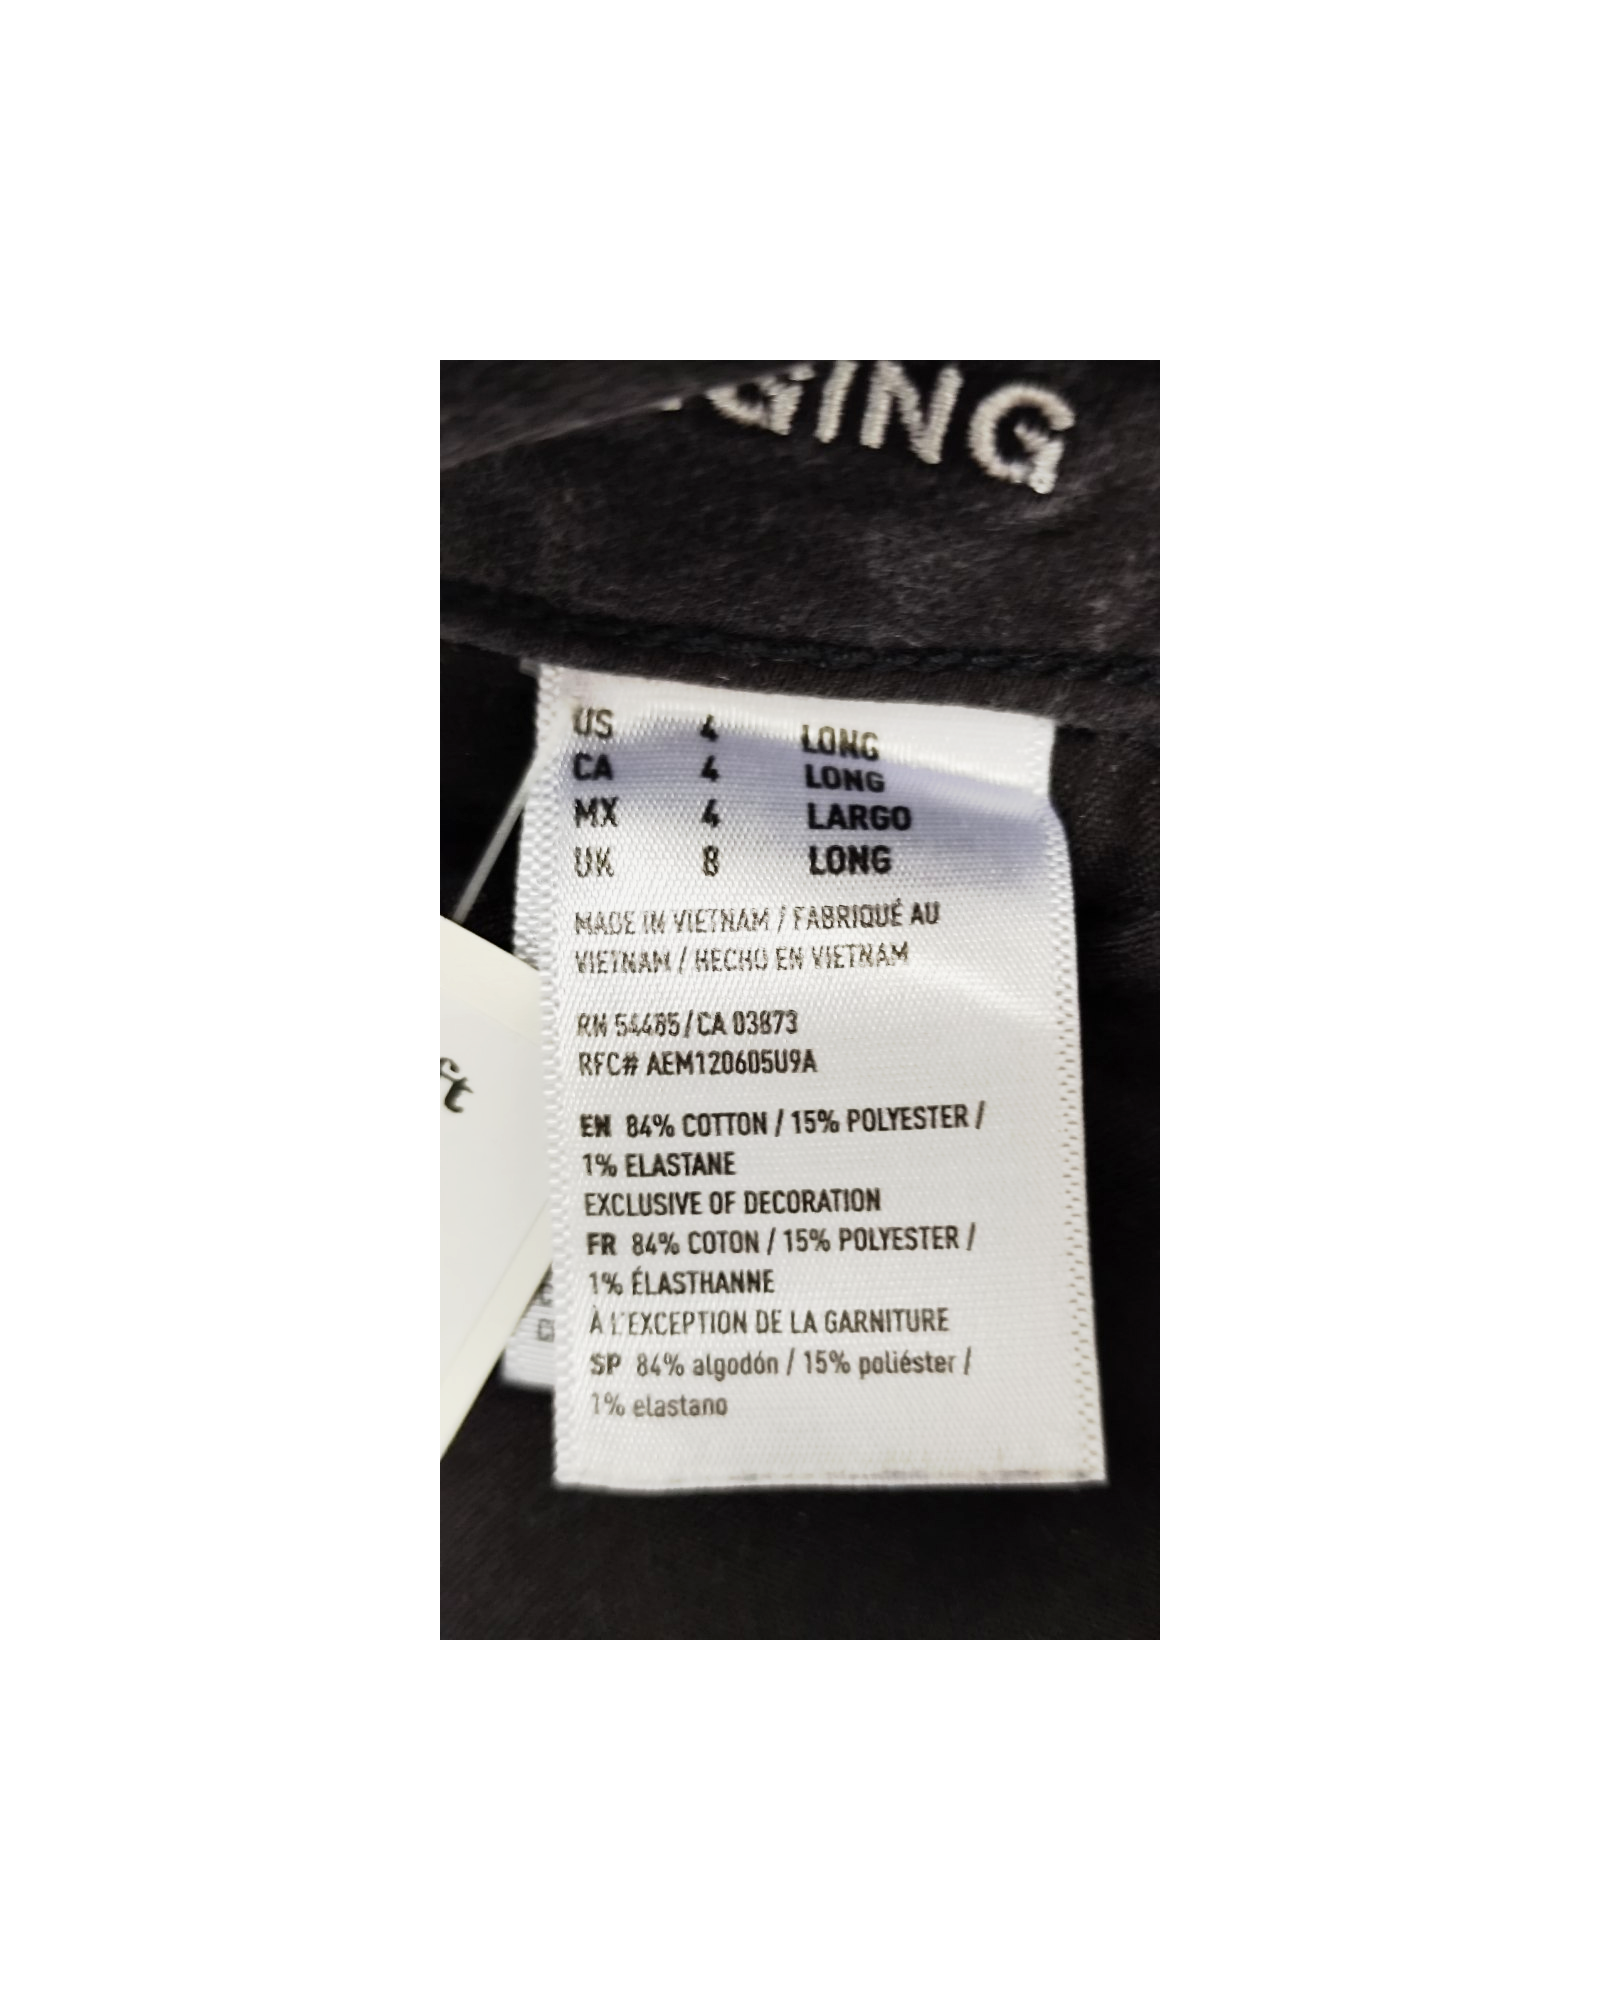 GING
US 4 LONG
CA 4 LONG
MX 4 LARGO
UK 8 LONG
MADE IN VIETNAM / FABRIQUÉ AU
VIETNAM / HECHO EN VIETNAM
RN 54485/CA 03873
RFC# AEM120605U9A
EN 84% COTTON / 15% POLYESTER /
1% ELASTANE
EXCLUSIVE OF DECORATION
FR 84% COTON / 15% POLYESTER /
1% ÉLASTHANNE
À L'EXCEPTION DE LA GARNITURE
SP 84% algodón / 15% poliéster /
1% elastano